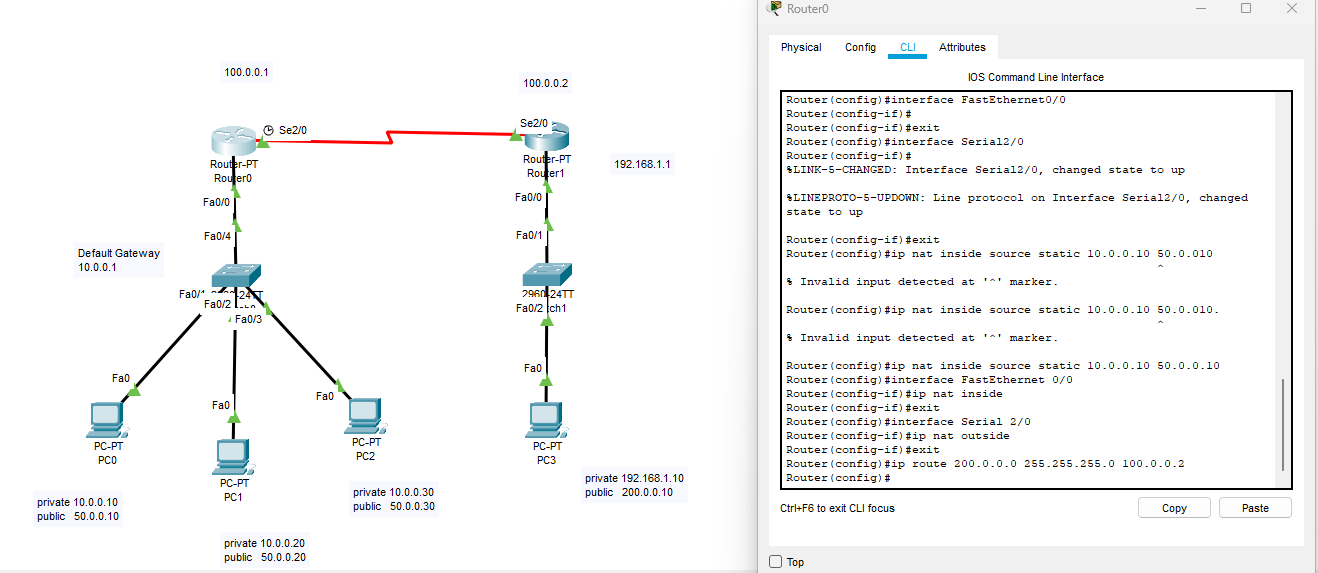 100.0.0.1
100.0.0.2
Se2/0
Se2/0
Router-PT
Router0
Router-PT
Router1
192.168.1.1
Fa0/0
Fa0/0
Fa0/4
Fa0/1
Default Gateway
10.0.0.1
Fa0/1
24TT
Fa0/2
Fa0/3
2960-24TT
Fa0/2
ch1
Fa0
Fa0
Fa0
Fa0
PC-PT
PC0
PC-PT
PC1
PC-PT
PC2
PC-PT
PC3
private 10.0.0.10
public 50.0.0.10
private 10.0.0.20
public 50.0.0.20
private 10.0.0.30
public 50.0.0.30
private 192.168.1.10
public 200.0.0.10
Router0
Physical Config CLI Attributes
IOS Command Line Interface
Router(config)#interface FastEthernet0/0
Router(config-if)#
Router(config-if)#exit
Router(config)#interface Serial2/0
Router(config-if)#
%LINK-5-CHANGED: Interface Serial2/0, changed state to up
%LINEPROTO-5-UPDOWN: Line protocol on Interface Serial2/0, changed
state to up
Router(config-if)#exit
Router(config)#ip nat inside source static 10.0.0.10 50.0.010
^
% Invalid input detected at '^' marker.
Router(config)#ip nat inside source static 10.0.0.10 50.0.010.
^
% Invalid input detected at '^' marker.
Router(config)#ip nat inside source static 10.0.0.10 50.0.0.10
Router(config)#interface FastEthernet 0/0
Router(config-if)#ip nat inside
Router(config-if)#exit
Router(config)#interface Serial 2/0
Router(config-if)#ip nat outside
Router(config-if)#exit
Router(config)#ip route 200.0.0.0 255.255.255.0 100.0.0.2
Router(config)#
Ctrl+F6 to exit CLI focus
Copy
Paste
Top